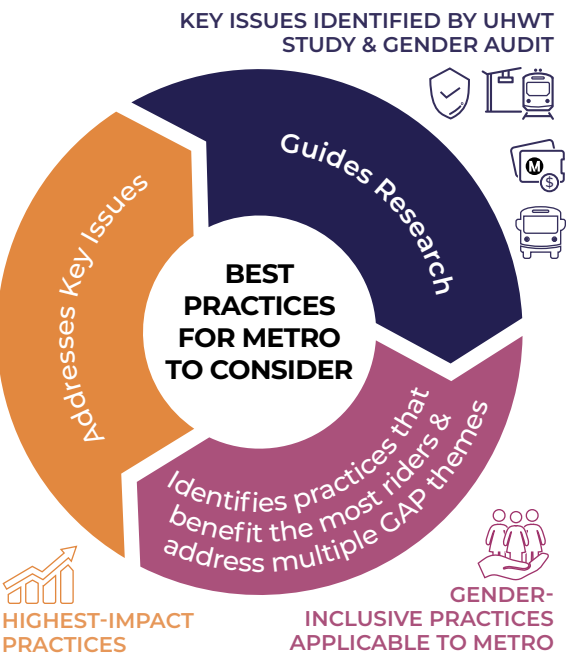 KEY ISSUES IDENTIFIED BY UHWT
STUDY & GENDER AUDIT
M
$
Guides Research
Addresses Key Issues
BEST
PRACTICES
FOR METRO
TO CONSIDER
Identifies practices that
benefit the most riders &
address multiple GAP themes
HIGHEST-IMPACT
PRACTICES
GENDER-
INCLUSIVE PRACTICES
APPLICABLE TO METRO